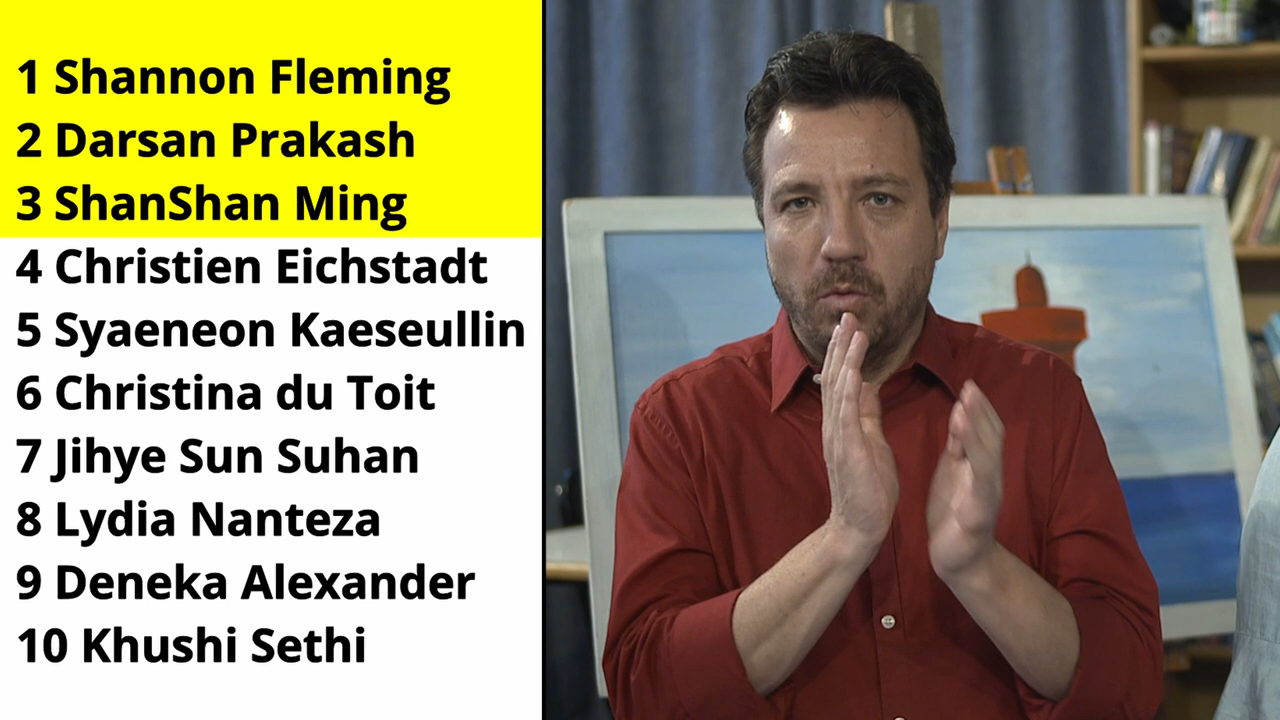 1 Shannon Fleming
2 Darsan Prakash
3 ShanShan Ming
4 Christien Eichstadt
5 Syaeneon Kaeseullin
6 Christina du Toit
7 Jihye Sun Suhan
8 Lydia Nanteza
9 Deneka Alexander
10 Khushi Sethi